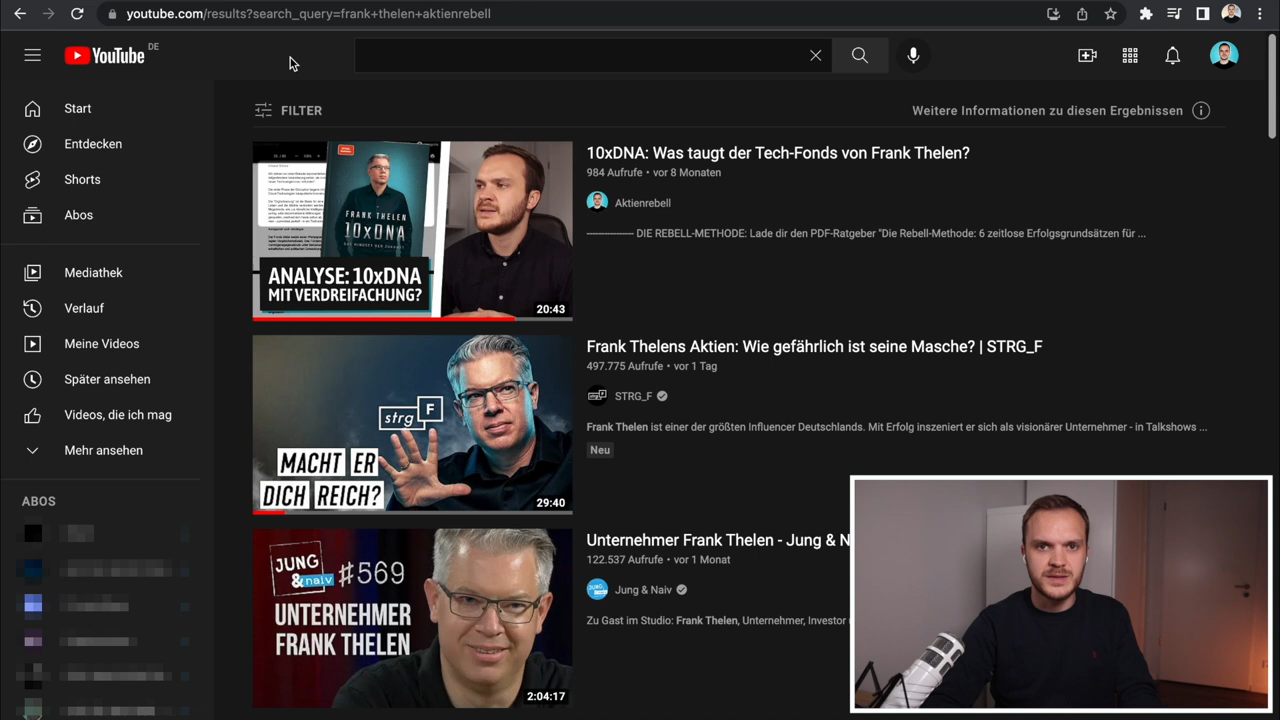 youtube.com/results?search_query=frank+thelen+aktienrebell
YouTube DE
Start
Entdecken
Shorts
Abos
Mediathek
Verlauf
Meine Videos
Später ansehen
Videos, die ich mag
Mehr ansehen
ABOS
FILTER
Weitere Informationen zu diesen Ergebnissen
FRANK THELEN
10xDNA
ANALYSE: 10xDNA
MIT VERDREIFACHUNG?
20:43
10xDNA: Was taugt der Tech-Fonds von Frank Thelen?
984 Aufrufe • vor 8 Monaten
Aktienrebell
---------------- DIE REBELL-METHODE: Lade dir den PDF-Ratgeber "Die Rebell-Methode: 6 zeitlose Erfolgsgrundsätzen für ...
strg F
MACHT ER
DICH REICH?
29:40
Frank Thelens Aktien: Wie gefährlich ist seine Masche? | STRG_F
497.775 Aufrufe • vor 1 Tag
STRG_F
Frank Thelen ist einer der größten Influencer Deutschlands. Mit Erfolg inszeniert er sich als visionärer Unternehmer - in Talkshows ...
Neu
JUNG
& naiv #569
UNTERNEHMER
FRANK THELEN
2:04:17
Unternehmer Frank Thelen - Jung & N
122.537 Aufrufe • vor 1 Monat
Jung & Naiv
Zu Gast im Studio: Frank Thelen, Unternehmer, Investor u